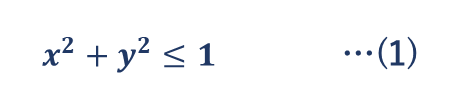 x² + y² ≤ 1 ⋯(1)